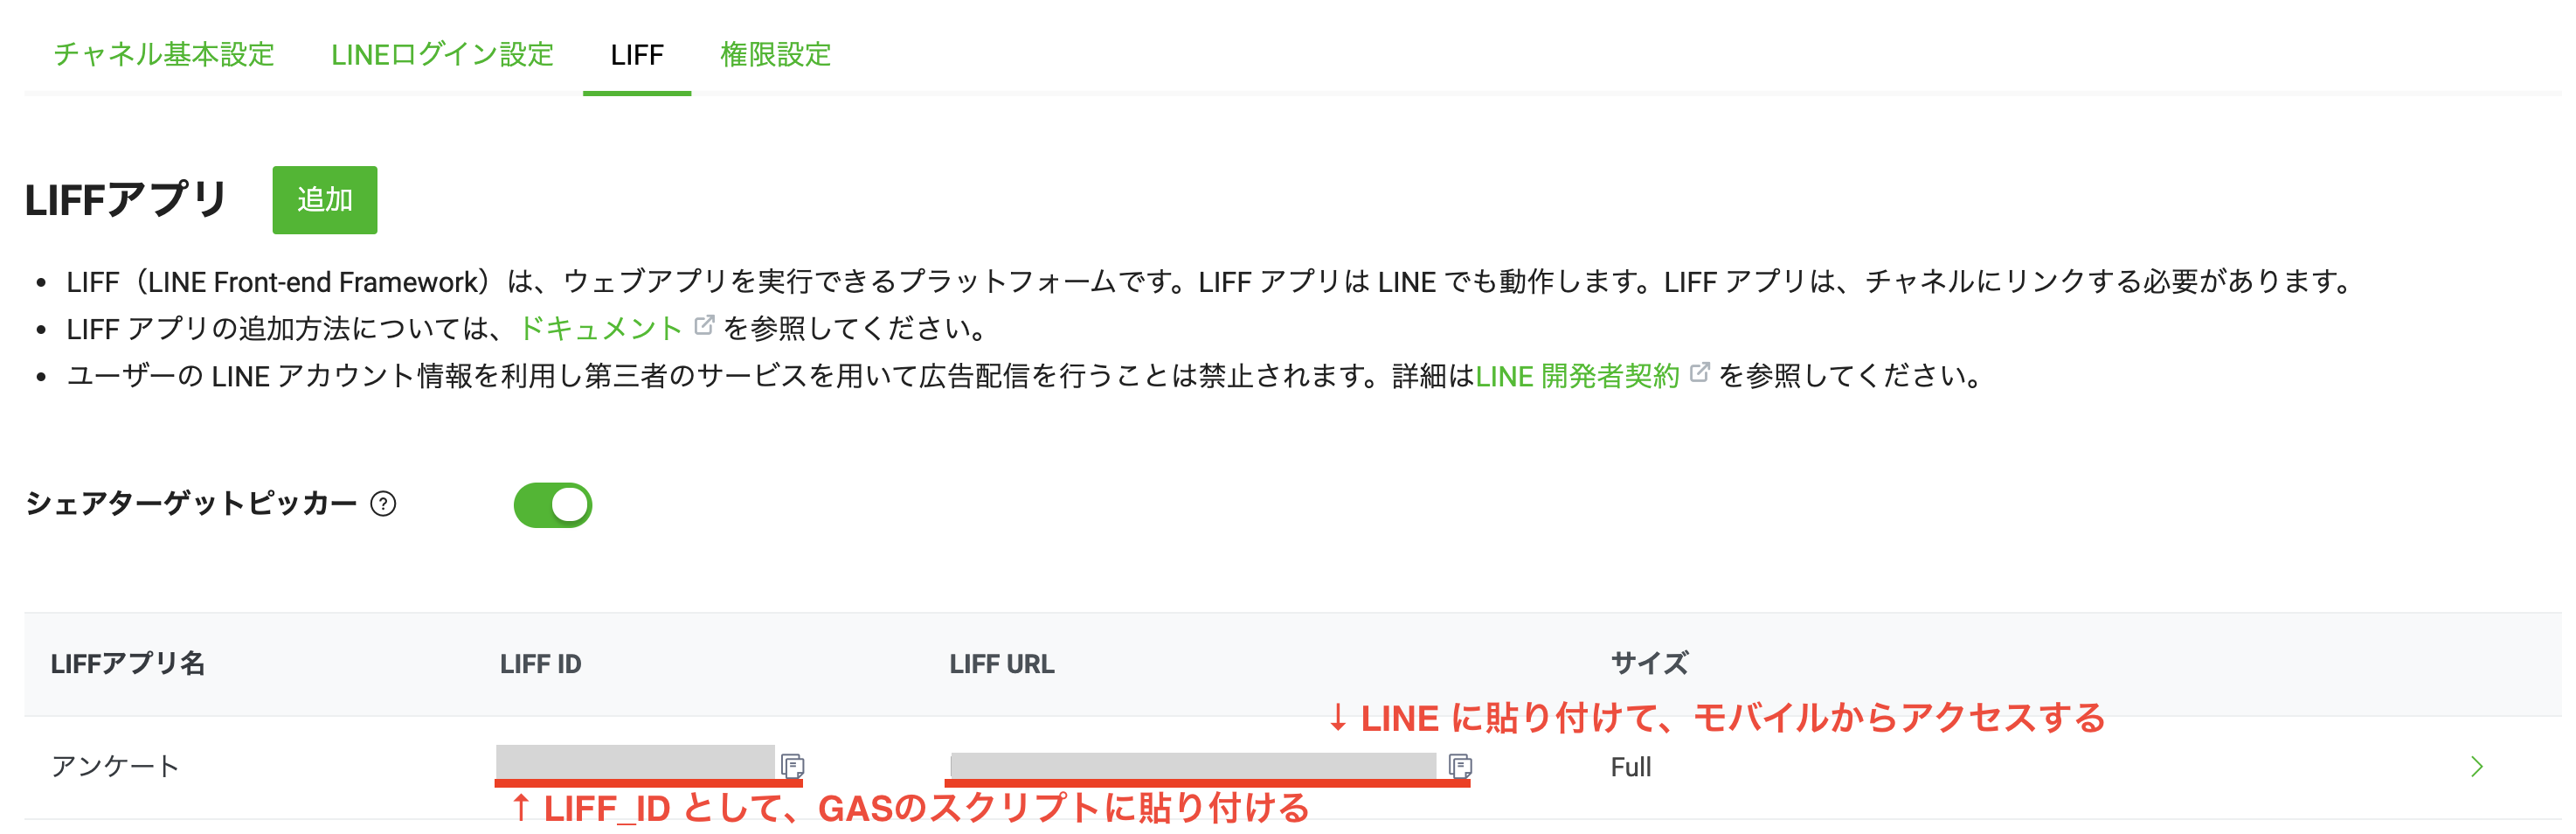 チャネル基本設定 LINEログイン設定 LIFF 権限設定
LIFFアプリ 追加
• LIFF（LINE Front-end Framework）は、ウェブアプリを実行できるプラットフォームです。LIFF アプリは LINE でも動作します。LIFF アプリは、チャネルにリンクする必要があります。
• LIFF アプリの追加方法については、ドキュメント を参照してください。
• ユーザーの LINE アカウント情報を利用し第三者のサービスを用いて広告配信を行うことは禁止されます。詳細はLINE 開発者契約 を参照してください。
シェアターゲットピッカー ?
LIFFアプリ名 LIFF ID LIFF URL サイズ
↓ LINE に貼り付けて、モバイルからアクセスする
アンケート Full
↑ LIFF_ID として、GASのスクリプトに貼り付ける